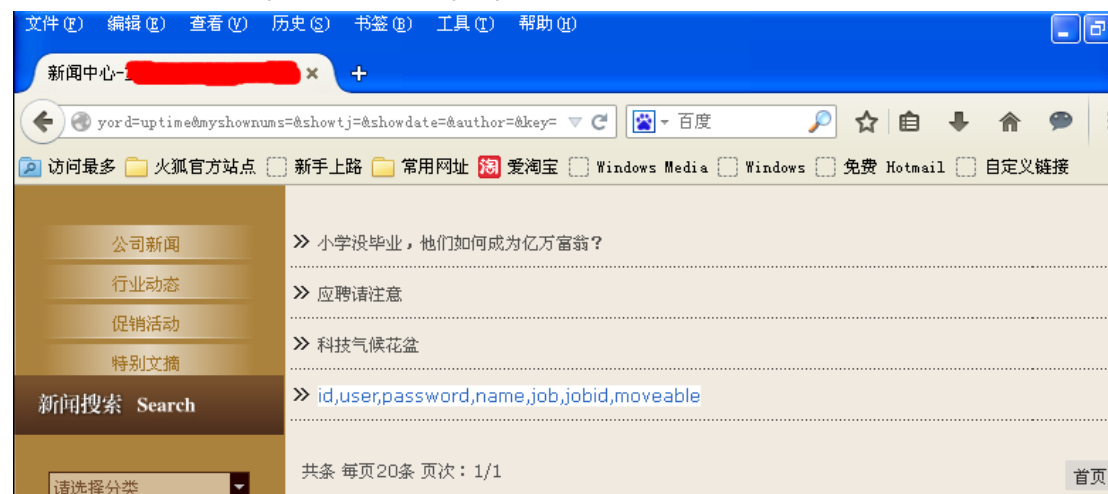 文件(F) 编辑(E) 查看(V) 历史(S) 书签(B) 工具(T) 帮助(H)
新闻中心-
yord=uptime&myshownums=&showtj=&showdate=&author=&key= 百度
访问最多 火狐官方站点 新手上路 常用网址 淘 爱淘宝 Windows Media Windows 免费 Hotmail 自定义链接
公司新闻
行业动态
促销活动
特别文摘
新闻搜索 Search
请选择分类
》 小学没毕业，他们如何成为亿万富翁？
》 应聘请注意
》 科技气候花盆
》 id,user,password,name,job,jobid,moveable
共条 每页20条 页次：1/1
首页